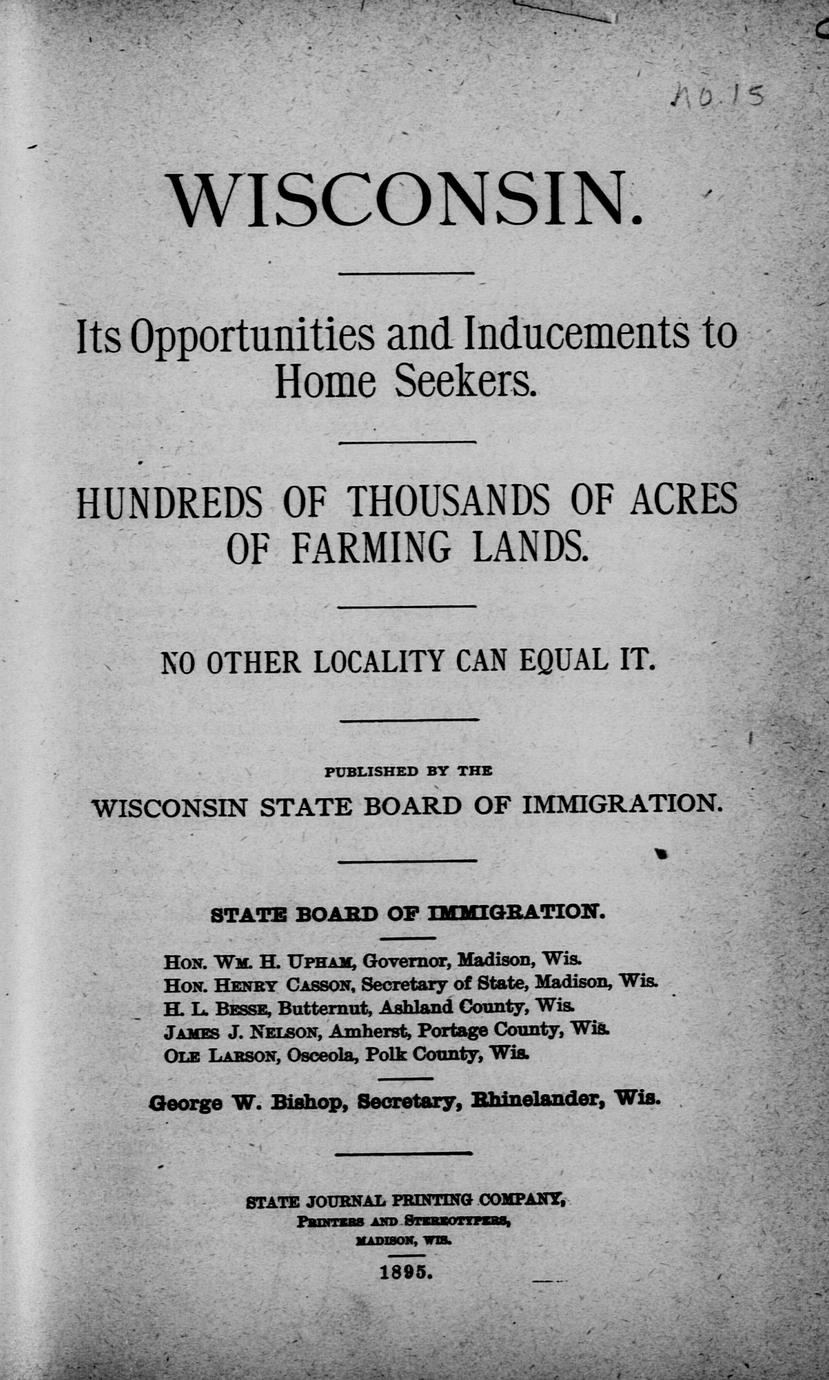 no. 15
WISCONSIN.
Its Opportunities and Inducements to
Home Seekers.
HUNDREDS OF THOUSANDS OF ACRES
OF FARMING LANDS.
NO OTHER LOCALITY CAN EQUAL IT.
PUBLISHED BY THE
WISCONSIN STATE BOARD OF IMMIGRATION.
STATE BOARD OF IMMIGRATION.
HON. WM. H. UPHAM, Governor, Madison, Wis.
HON. HENRY CASSON, Secretary of State, Madison, Wis.
H. L. BESSE, Butternut, Ashland County, Wis.
JAMES J. NELSON, Amherst, Portage County, Wis.
OLE LARSON, Osceola, Polk County, Wis.
George W. Bishop, Secretary, Rhinelander, Wis.
STATE JOURNAL PRINTING COMPANY,
PRINTERS AND STEREOTYPERS,
MADISON, WIS.
1895.